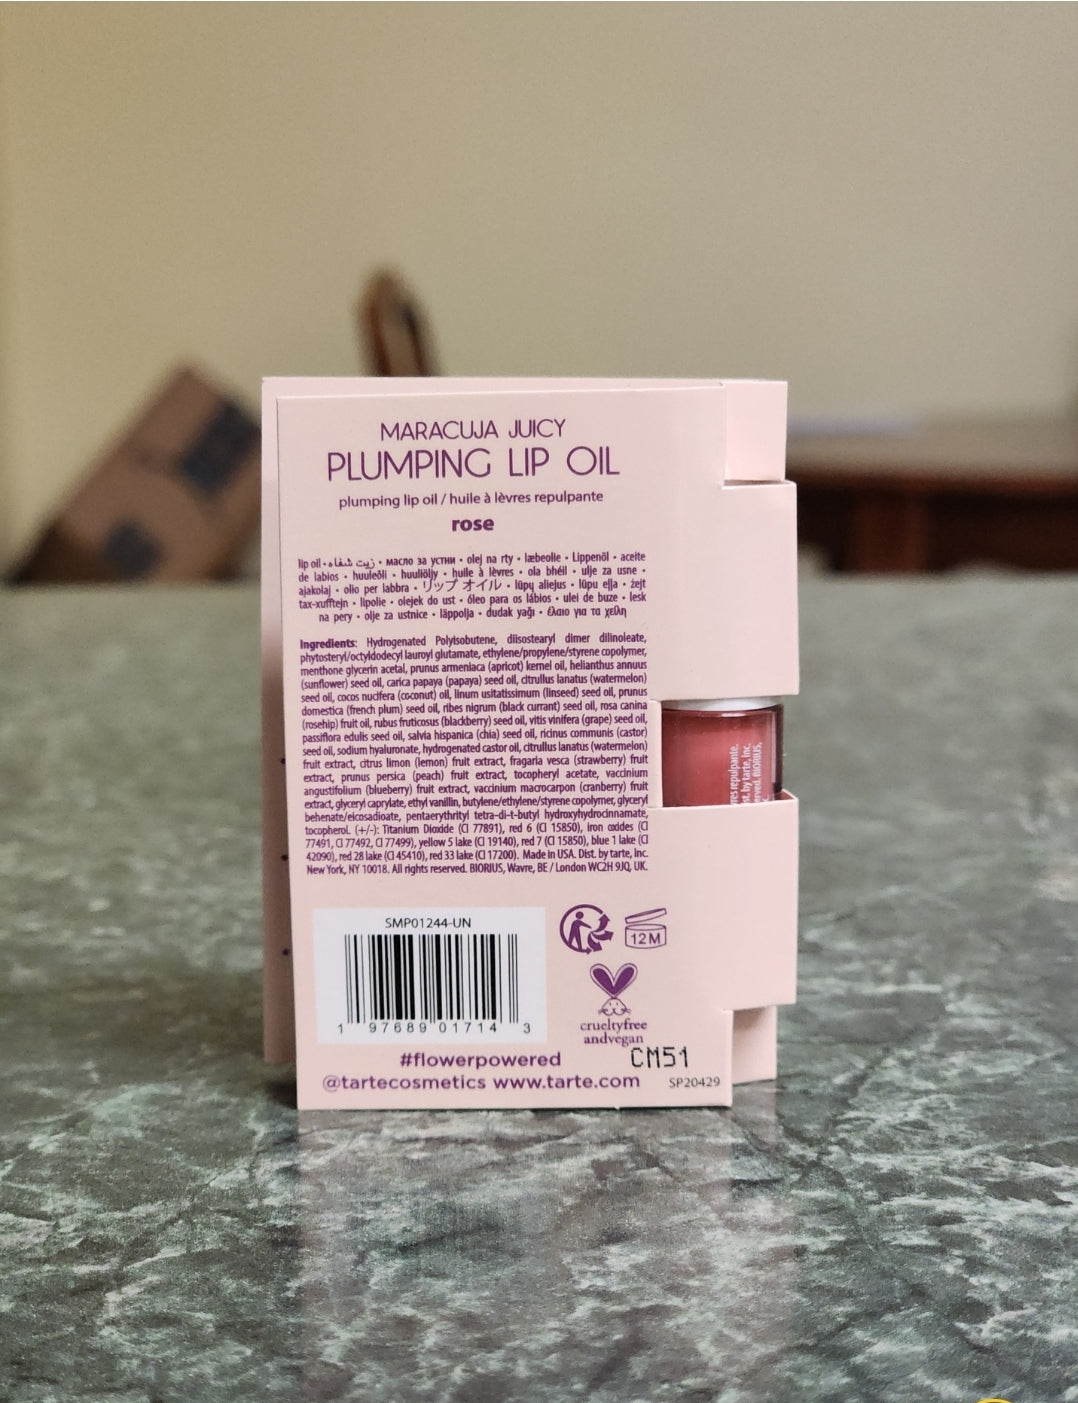 MARACUJA JUICY
PLUMPING LIP OIL
plumping lip oil / huile à lèvres repulpante
rose
lip oil • زيت شفاه • масло за устни • olej na rty • læbeolie • Lippenöl • aceite
de labios • huuleõli • huuliöljy • huile à lèvres • ola bhéil • ulje za usne •
ajakolaj • olio per labbra • リップ オイル • lūpų aliejus • lūpu eļļa • żejt
tax-xufftejn • lipolie • olejek do ust • óleo para os lábios • ulei de buze • lesk
na pery • olje za ustnice • läppolja • dudak yağı • έλαιο για τα χείλη
Ingredients: Hydrogenated Polyisobutene, diisostearyl dimer dilinoleate,
phytosteryl/octyldodecyl lauroyl glutamate, ethylene/propylene/styrene copolymer,
menthone glycerin acetal, prunus armeniaca (apricot) kernel oil, helianthus annuus
(sunflower) seed oil, carica papaya (papaya) seed oil, citrullus lanatus (watermelon)
seed oil, cocos nucifera (coconut) oil, linum usitatissimum (linseed) seed oil, prunus
domestica (french plum) seed oil, ribes nigrum (black currant) seed oil, rosa canina
(rosehip) fruit oil, rubus fruticosus (blackberry) seed oil, vitis vinifera (grape) seed oil,
passiflora edulis seed oil, salvia hispanica (chia) seed oil, ricinus communis (castor)
seed oil, sodium hyaluronate, hydrogenated castor oil, citrullus lanatus (watermelon)
fruit extract, citrus limon (lemon) fruit extract, fragaria vesca (strawberry) fruit
extract, prunus persica (peach) fruit extract, tocopheryl acetate, vaccinium
angustifolium (blueberry) fruit extract, vaccinium macrocarpon (cranberry) fruit
extract, glyceryl caprylate, ethyl vanillin, butylene/ethylene/styrene copolymer, glyceryl
behenate/eicosadioate, pentaerythrityl tetra-di-t-butyl hydroxyhydrocinnamate,
tocopherol. (+/-): Titanium Dioxide (CI 77891), red 6 (CI 15850), iron oxides (CI
77491, CI 77492, CI 77499), yellow 5 lake (CI 19140), red 7 (CI 15850), blue 1 lake (CI
42090), red 28 lake (CI 45410), red 33 lake (CI 17200). Made in USA. Dist. by tarte, inc.
New York, NY 10018. All rights reserved. BIORIUS, Wavre, BE / London WC2H 9JQ, UK.
vres repulpante.
st. by tarte, inc.
erved. BIORIUS,
SMP01244-UN
1 97689 01714 3
12M
crueltyfree
andvegan
#flowerpowered
CM51
@tartecosmetics www.tarte.com
SP20429